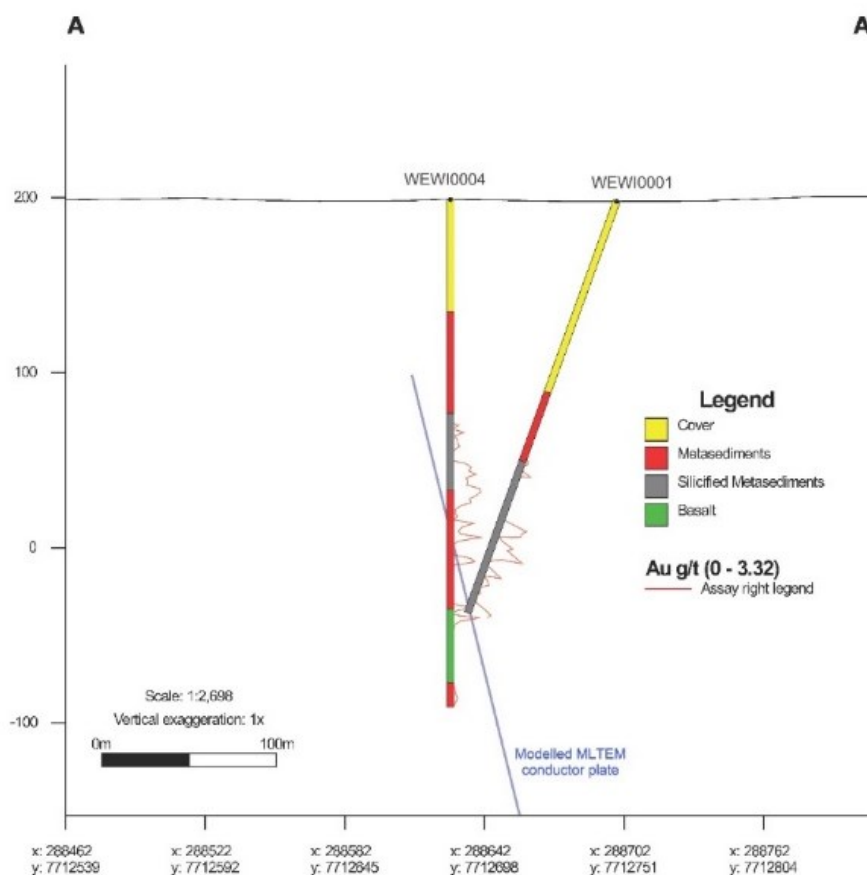 A
A
WEWI0004
WEWI0001
200
100
0
-100
Legend
Cover
Metasediments
Silicified Metasediments
Basalt
Au g/t (0 - 3.32)
Assay right legend
Scale: 1:2,698
Vertical exaggeration: 1x
0m
100m
Modelled MLTEM
conductor plate
x: 288462
y: 7712539
x: 288522
y: 7712592
x: 288582
y: 7712645
x: 288642
y: 7712698
x: 288702
y: 7712751
x: 288762
y: 7712804